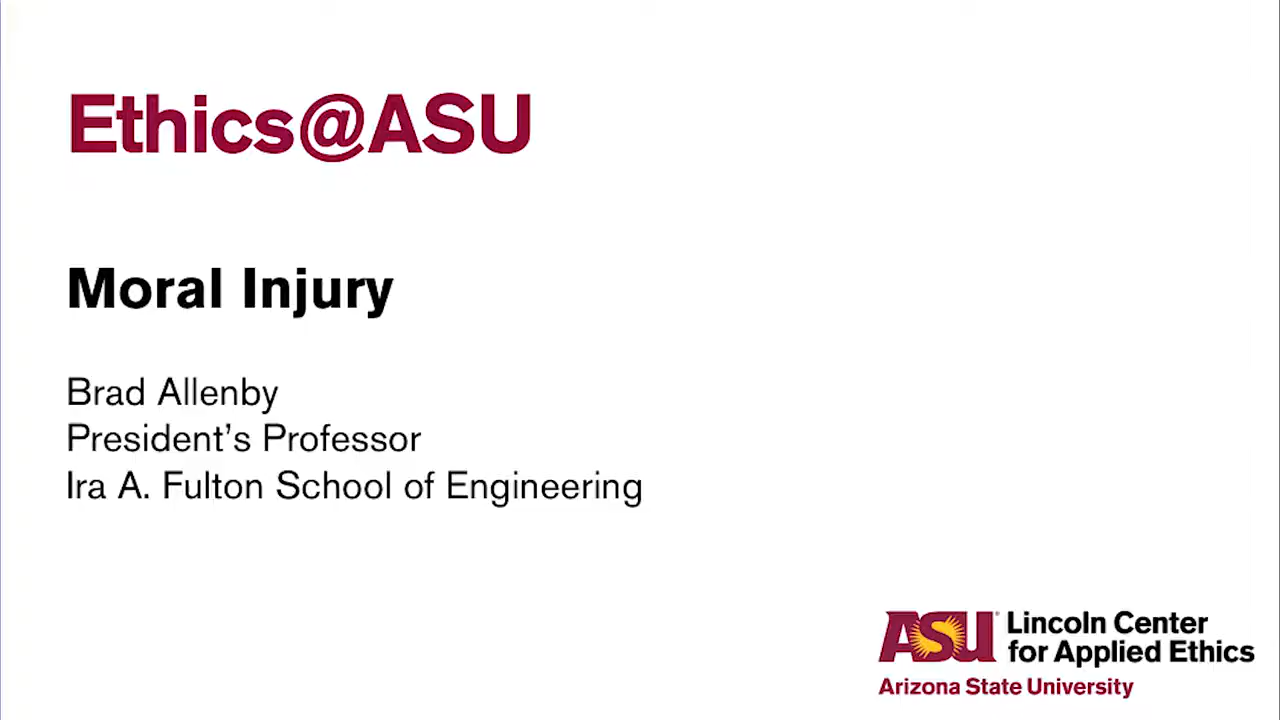 Ethics@ASU
Moral Injury
Brad Allenby
President's Professor
Ira A. Fulton School of Engineering
ASU® Lincoln Center
for Applied Ethics
Arizona State University